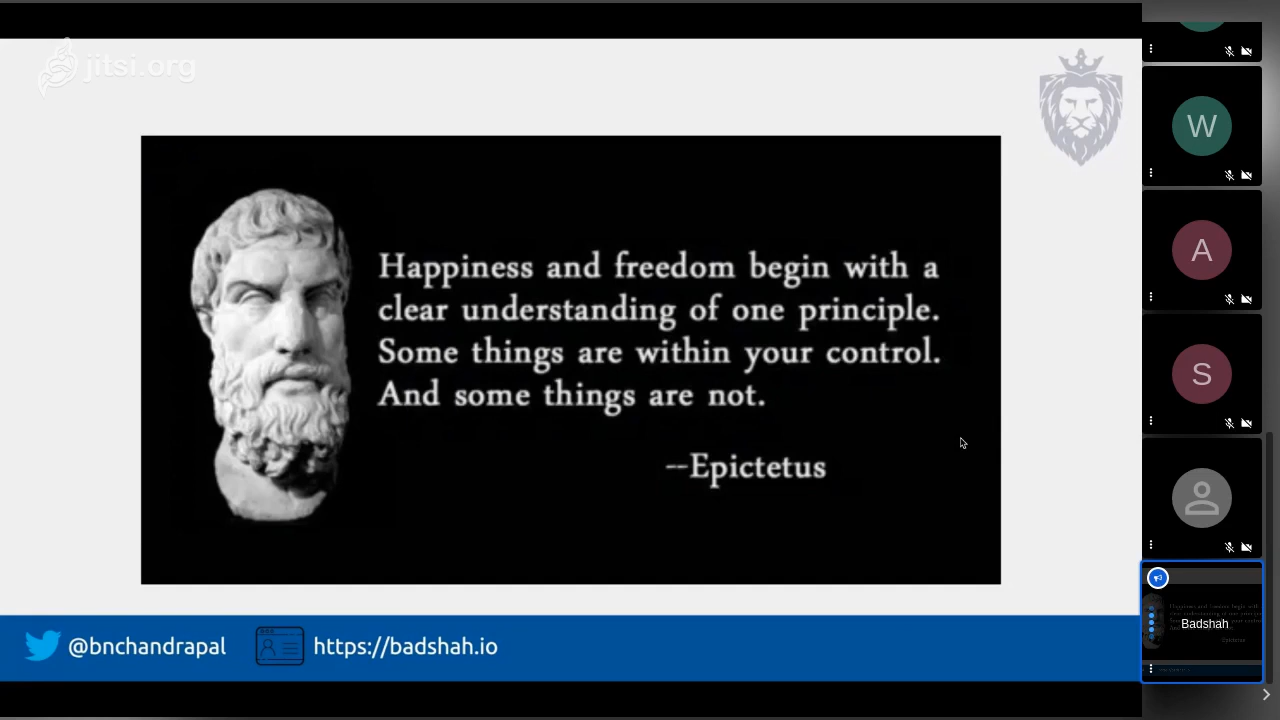 jitsi.org
Happiness and freedom begin with a
clear understanding of one principle.
Some things are within your control.
And some things are not.
--Epictetus
@bnchandrapal
https://badshah.io
W
A
S
Badshah